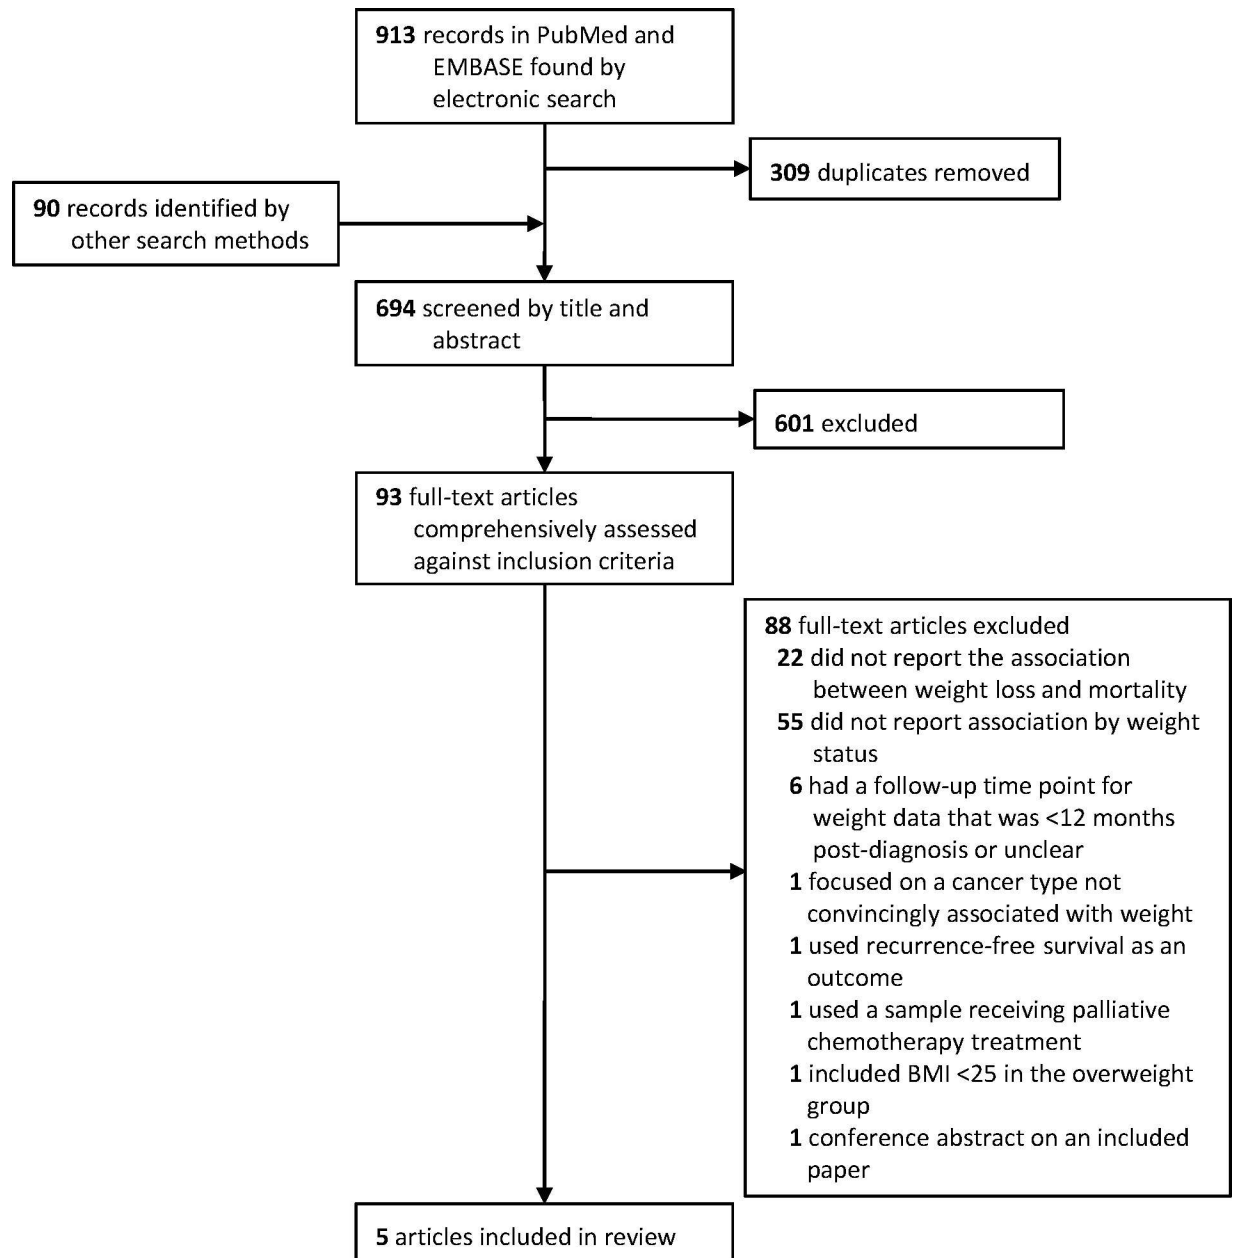 913 records in PubMed and
EMBASE found by
electronic search
309 duplicates removed
90 records identified by
other search methods
694 screened by title and
abstract
601 excluded
93 full-text articles
comprehensively assessed
against inclusion criteria
88 full-text articles excluded
22 did not report the association
between weight loss and mortality
55 did not report association by weight
status
6 had a follow-up time point for
weight data that was <12 months
post-diagnosis or unclear
1 focused on a cancer type not
convincingly associated with weight
1 used recurrence-free survival as an
outcome
1 used a sample receiving palliative
chemotherapy treatment
1 included BMI <25 in the overweight
group
1 conference abstract on an included
paper
5 articles included in review